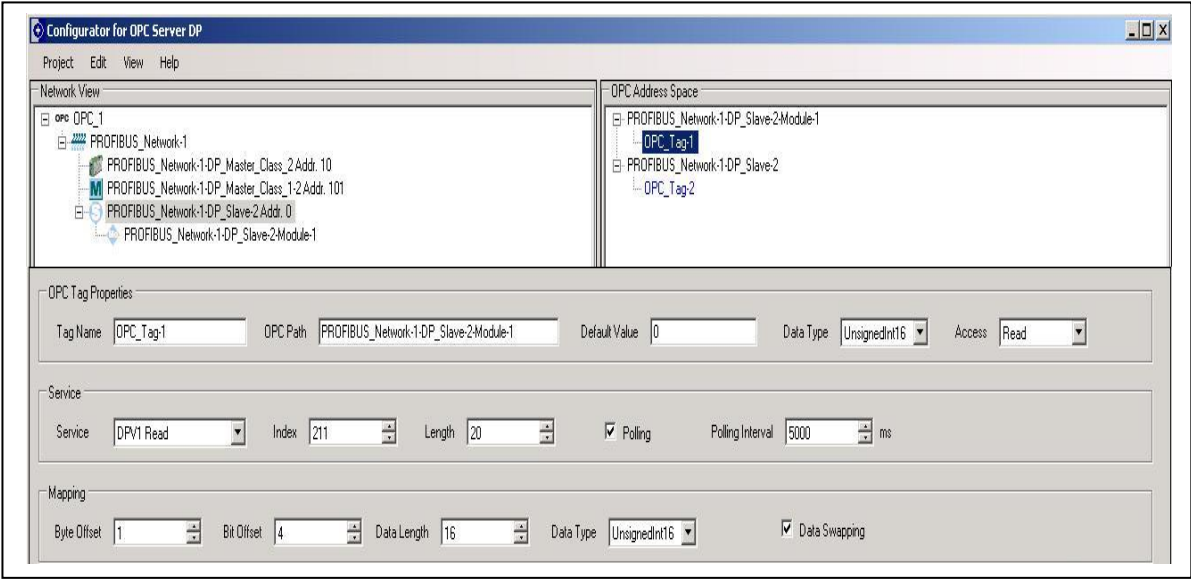 Configurator for OPC Server DP
Project Edit View Help
Network View
OPC OPC_1
PROFIBUS_Network-1
PROFIBUS_Network-1-DP_Master_Class_2 Addr. 10
M PROFIBUS_Network-1-DP_Master_Class_1-2 Addr. 101
S PROFIBUS_Network-1-DP_Slave-2 Addr. 0
PROFIBUS_Network-1-DP_Slave-2-Module-1
OPC Address Space
PROFIBUS_Network-1-DP_Slave-2-Module-1
OPC_Tag-1
PROFIBUS_Network-1-DP_Slave-2
OPC_Tag-2
OPC Tag Properties
Tag Name OPC_Tag-1 OPC Path PROFIBUS_Network-1-DP_Slave-2-Module-1 Default Value 0 Data Type UnsignedInt16 Access Read
Service
Service DPV1 Read Index 211 Length 20 Polling Polling Interval 5000 ms
Mapping
Byte Offset 1 Bit Offset 4 Data Length 16 Data Type UnsignedInt16 Data Swapping